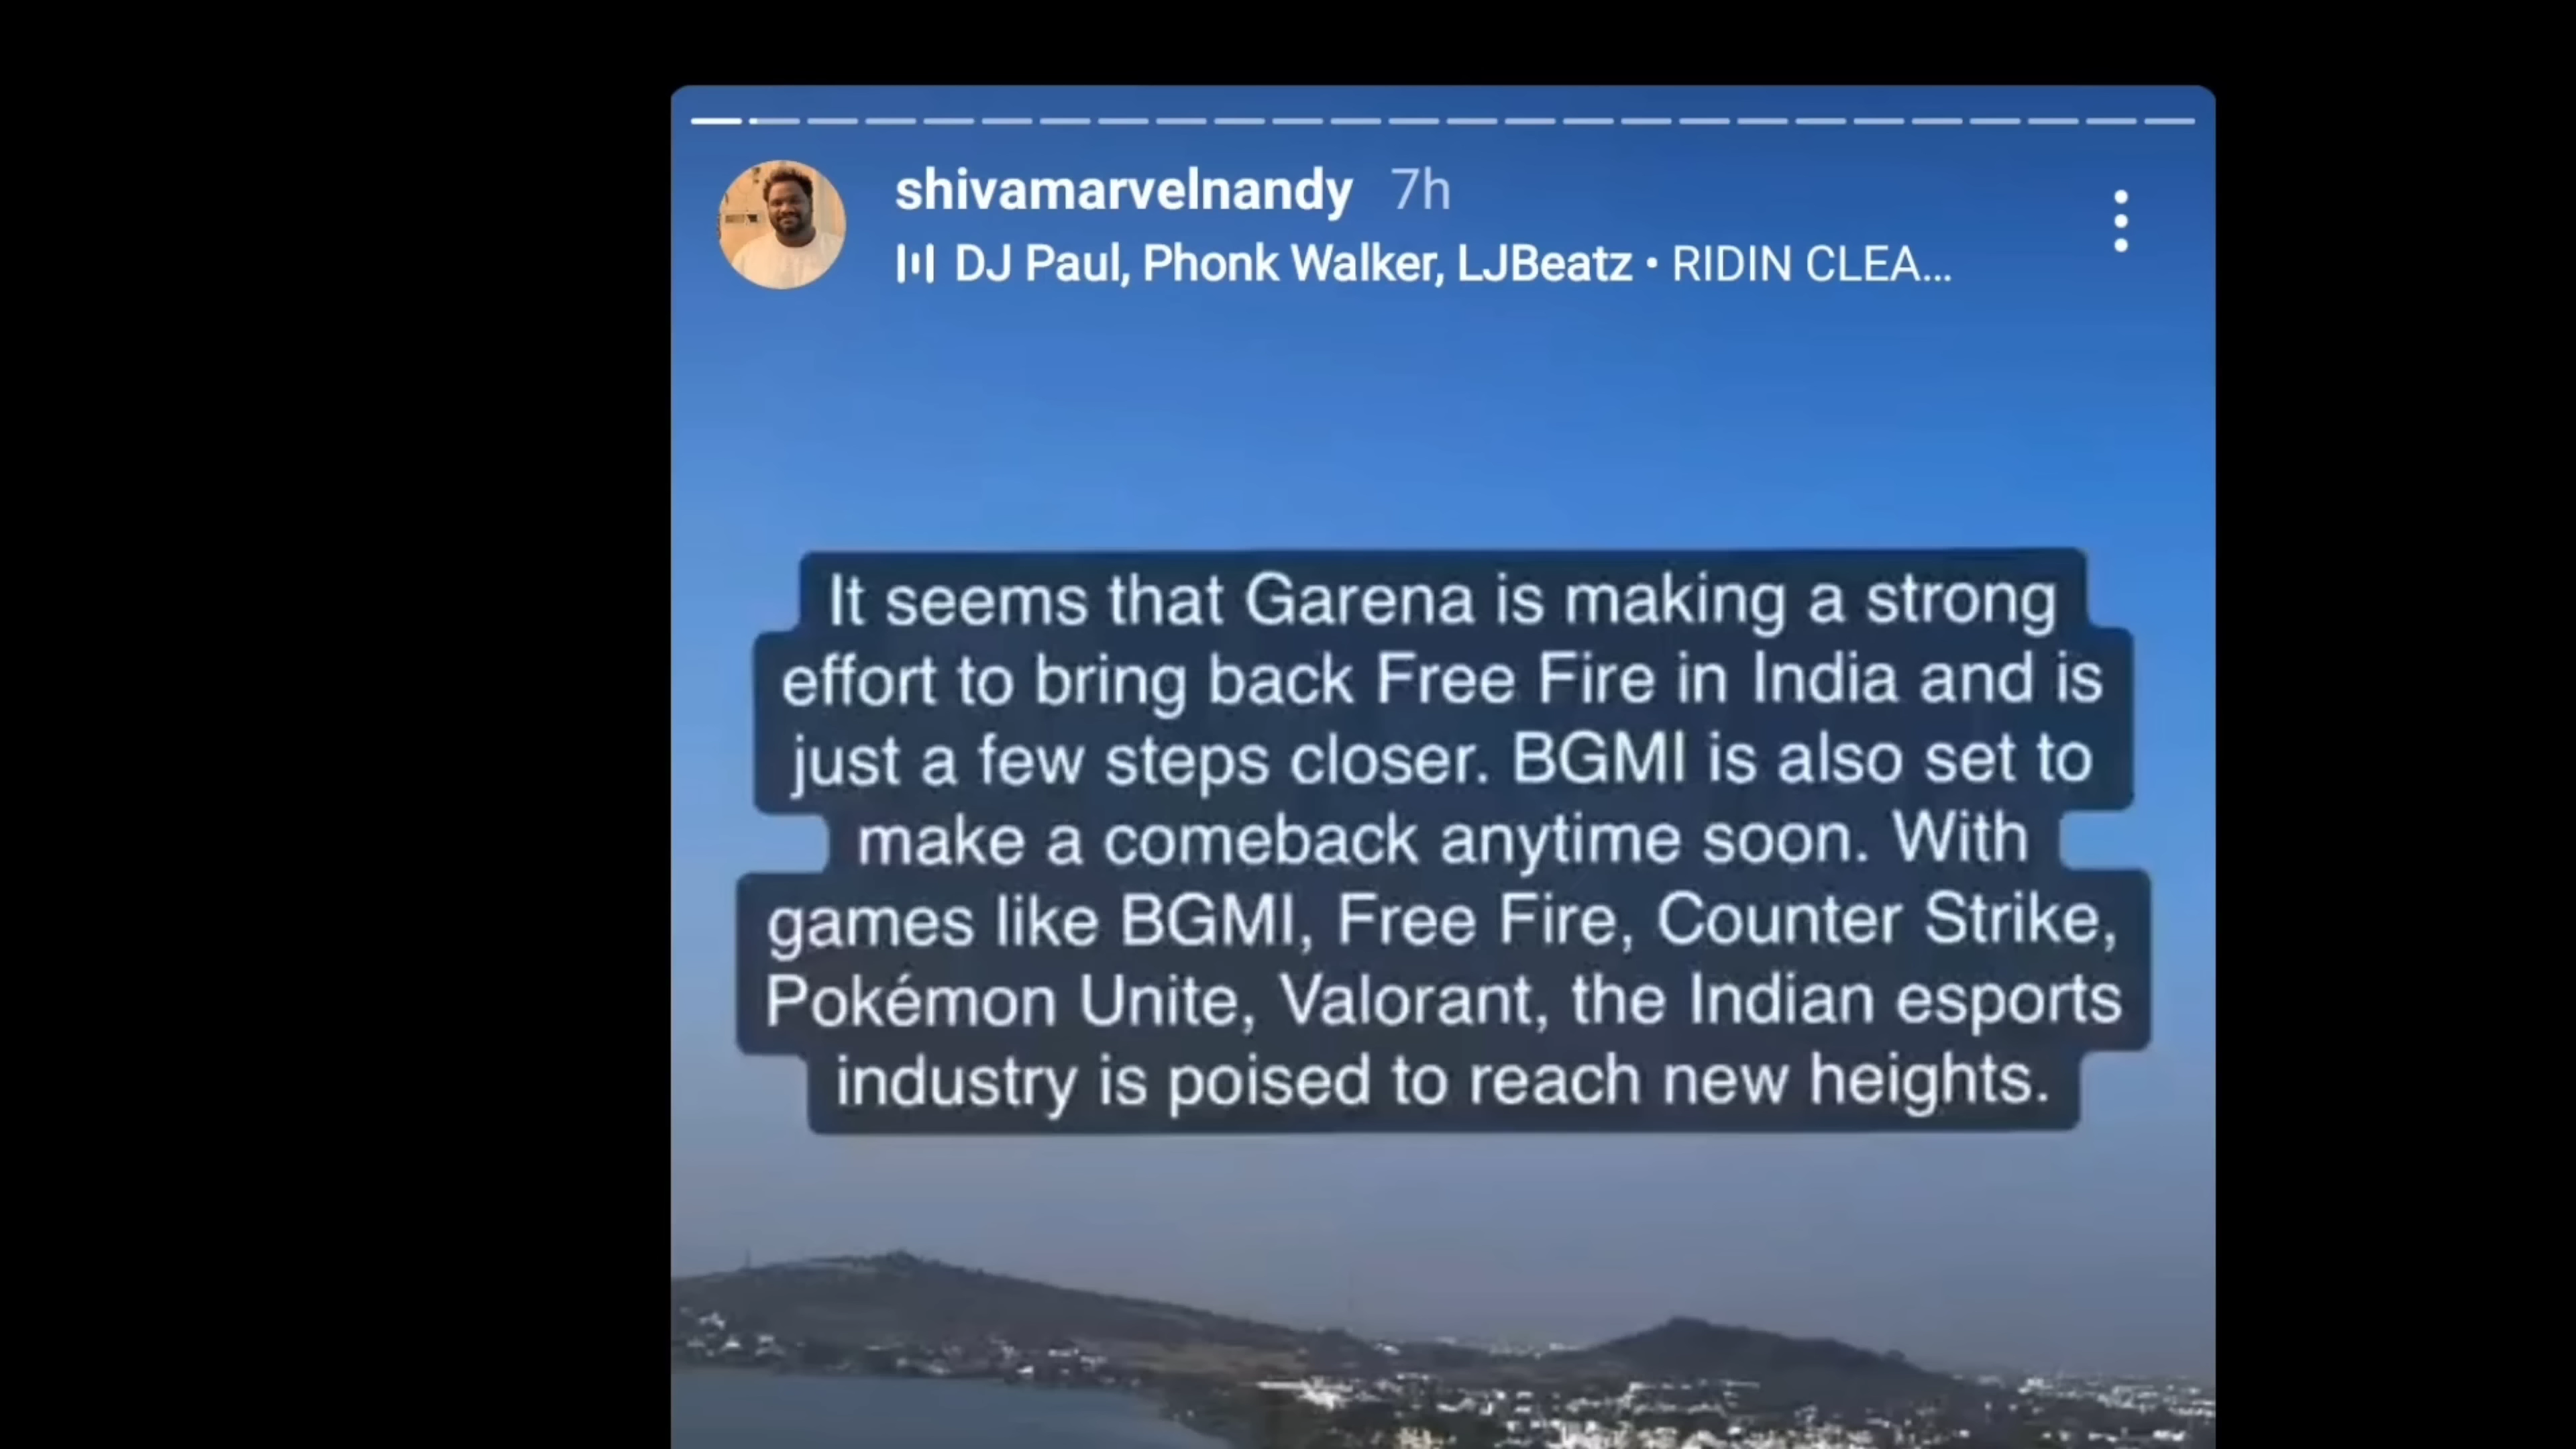 shivamarvelnandy 7h
DJ Paul, Phonk Walker, LJBeatz • RIDIN CLEA...
It seems that Garena is making a strong
effort to bring back Free Fire in India and is
just a few steps closer. BGMI is also set to
make a comeback anytime soon. With
games like BGMI, Free Fire, Counter Strike,
Pokémon Unite, Valorant, the Indian esports
industry is poised to reach new heights.